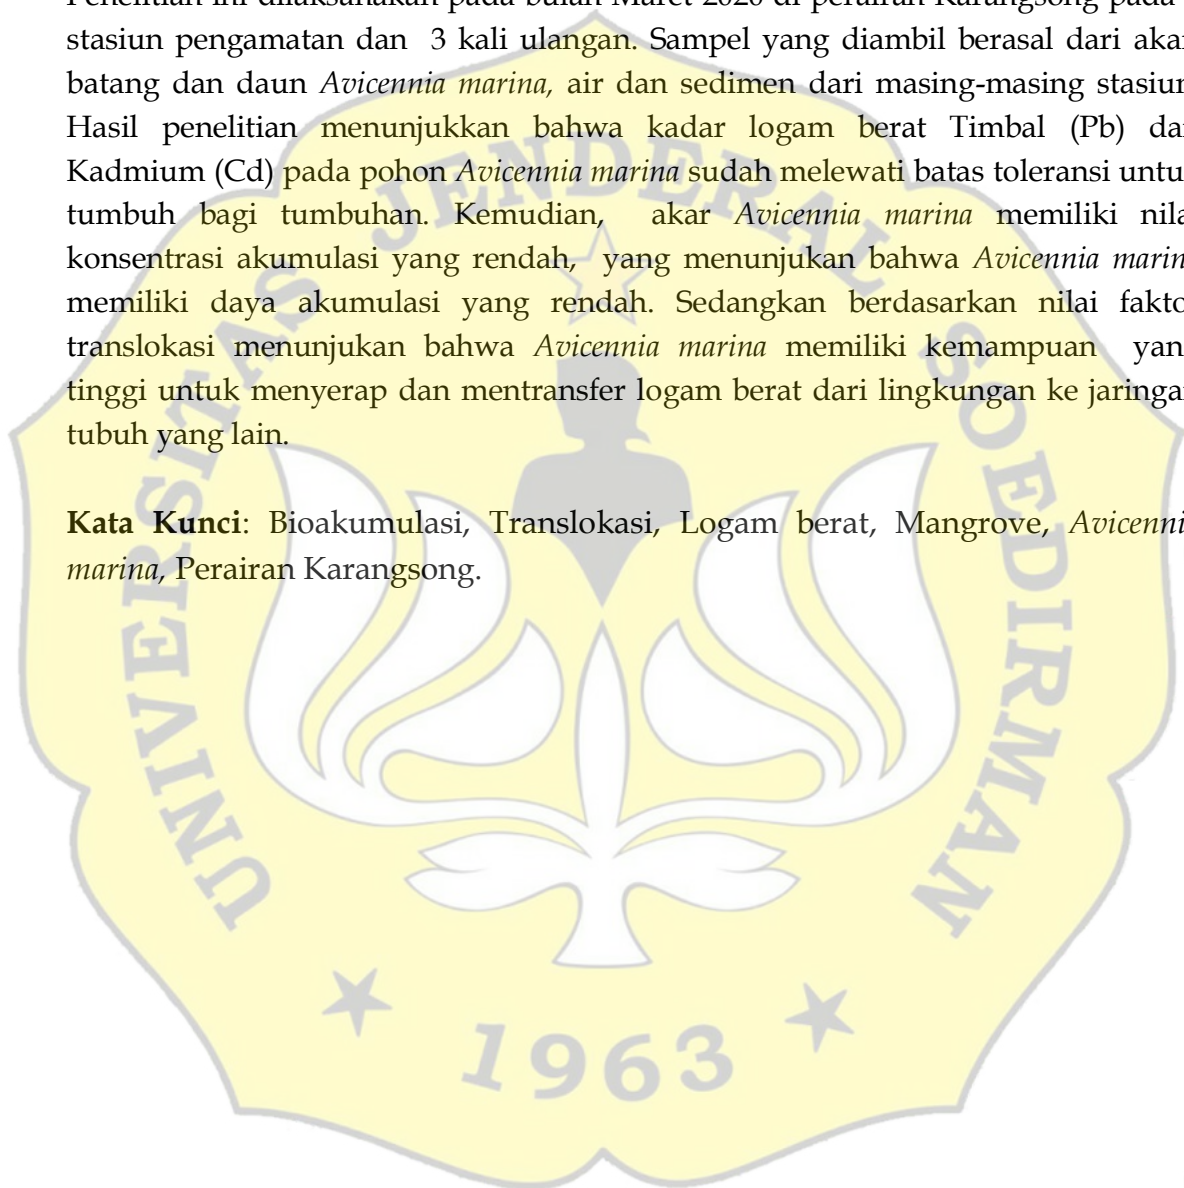 Penelitian ini dilaksanakan pada bulan Maret 2020 di perairan Karangsong pada
stasiun pengamatan dan 3 kali ulangan. Sampel yang diambil berasal dari akar
batang dan daun Avicennia marina, air dan sedimen dari masing-masing stasiun
Hasil penelitian menunjukkan bahwa kadar logam berat Timbal (Pb) dan
Kadmium (Cd) pada pohon Avicennia marina sudah melewati batas toleransi untu
tumbuh bagi tumbuhan. Kemudian, akar Avicennia marina memiliki nila
konsentrasi akumulasi yang rendah, yang menunjukan bahwa Avicennia marin
memiliki daya akumulasi yang rendah. Sedangkan berdasarkan nilai fakto
translokasi menunjukan bahwa Avicennia marina memiliki kemampuan yan
tinggi untuk menyerap dan mentransfer logam berat dari lingkungan ke jaringan
tubuh yang lain.
Kata Kunci: Bioakumulasi, Translokasi, Logam berat, Mangrove, Avicenni
marina, Perairan Karangsong.
UNIVERSITAS JENDERAL SOEDIRMAN
1963